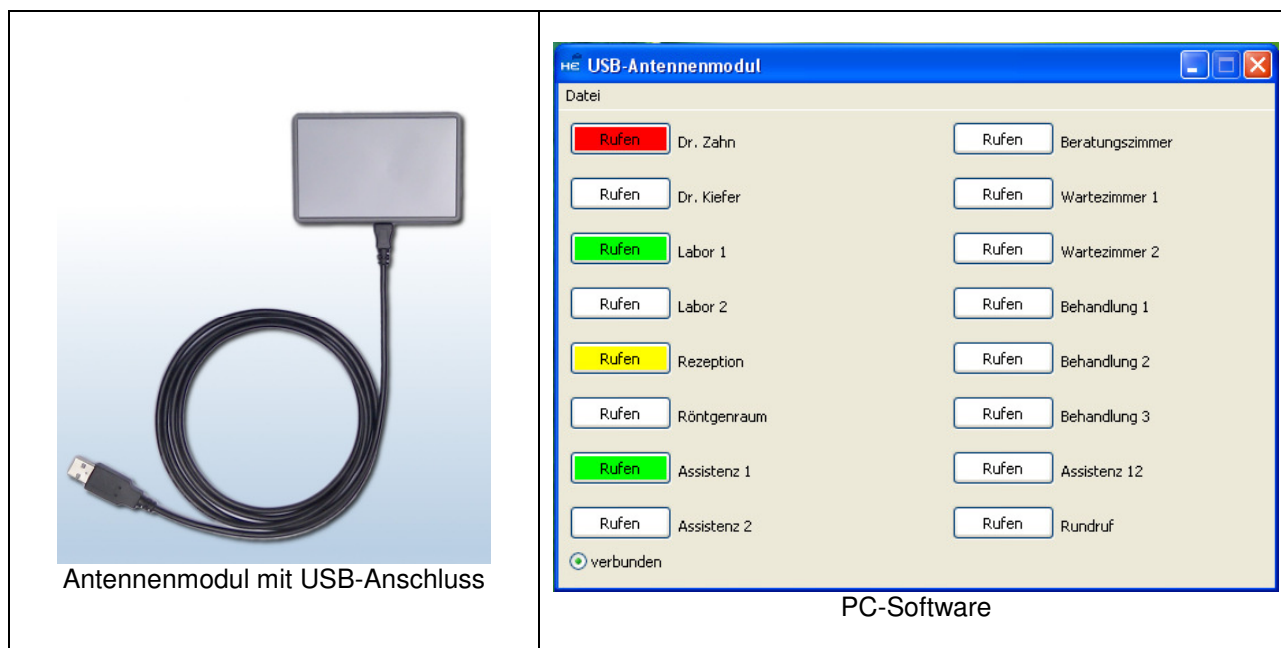 Antennenmodul mit USB-Anschluss
HE USB-Antennenmodul
Datei
Rufen Dr. Zahn
Rufen Beratungszimmer
Rufen Dr. Kiefer
Rufen Wartezimmer 1
Rufen Labor 1
Rufen Wartezimmer 2
Rufen Labor 2
Rufen Behandlung 1
Rufen Rezeption
Rufen Behandlung 2
Rufen Röntgenraum
Rufen Behandlung 3
Rufen Assistenz 1
Rufen Assistenz 12
Rufen Assistenz 2
Rufen Rundruf
verbunden
PC-Software